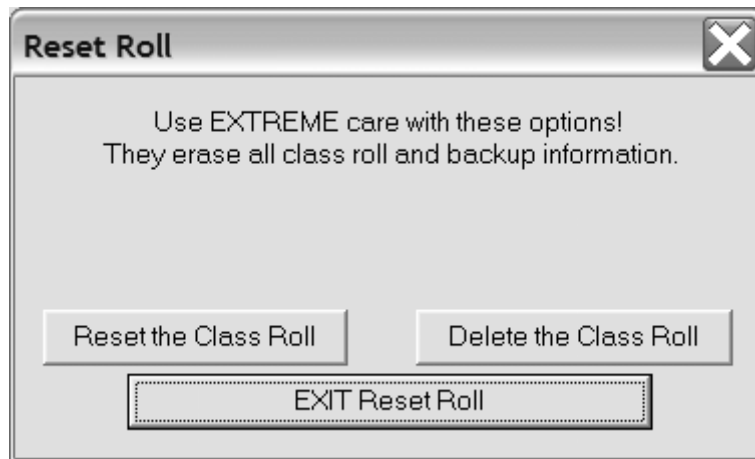 Reset Roll
Use EXTREME care with these options!
They erase all class roll and backup information.
Reset the Class Roll
Delete the Class Roll
EXIT Reset Roll